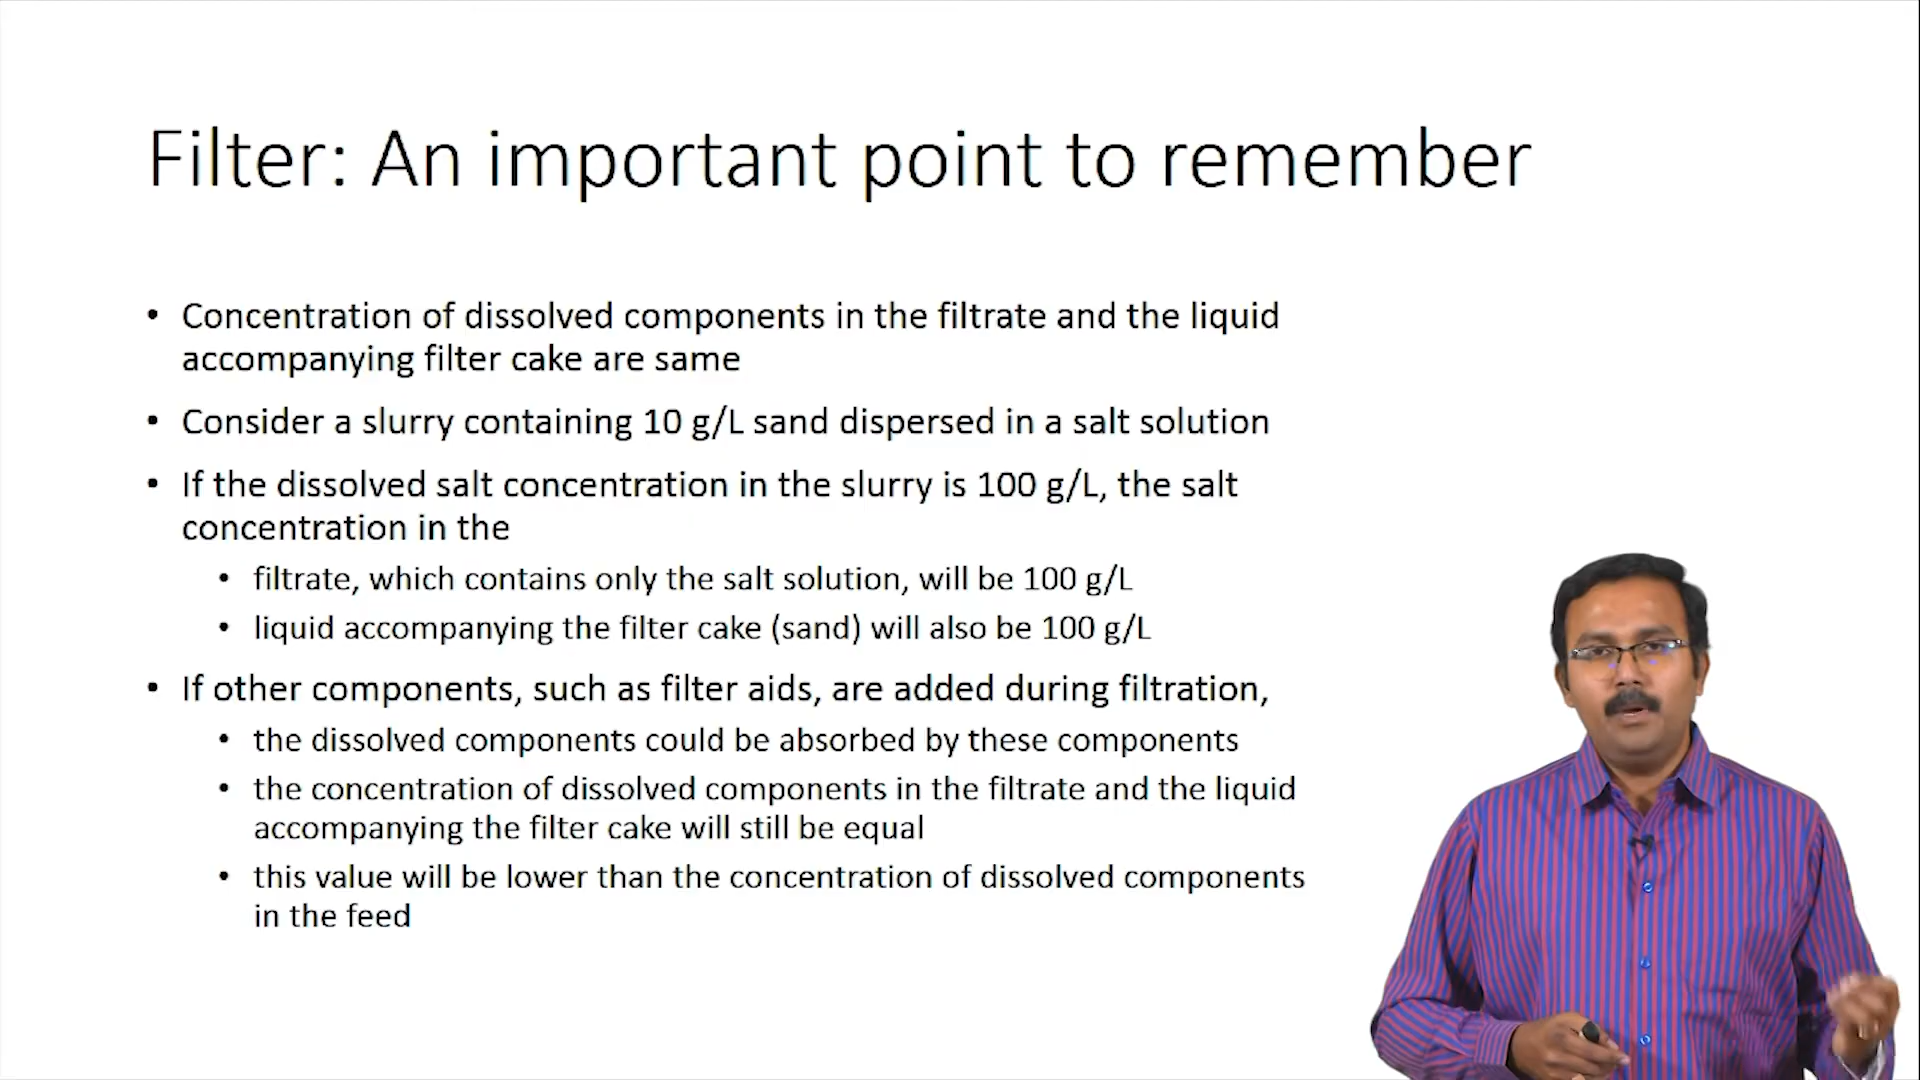 Filter: An important point to remember
• Concentration of dissolved components in the filtrate and the liquid
accompanying filter cake are same
• Consider a slurry containing 10 g/L sand dispersed in a salt solution
• If the dissolved salt concentration in the slurry is 100 g/L, the salt
concentration in the
• filtrate, which contains only the salt solution, will be 100 g/L
• liquid accompanying the filter cake (sand) will also be 100 g/L
• If other components, such as filter aids, are added during filtration,
• the dissolved components could be absorbed by these components
• the concentration of dissolved components in the filtrate and the liquid
accompanying the filter cake will still be equal
• this value will be lower than the concentration of dissolved components
in the feed